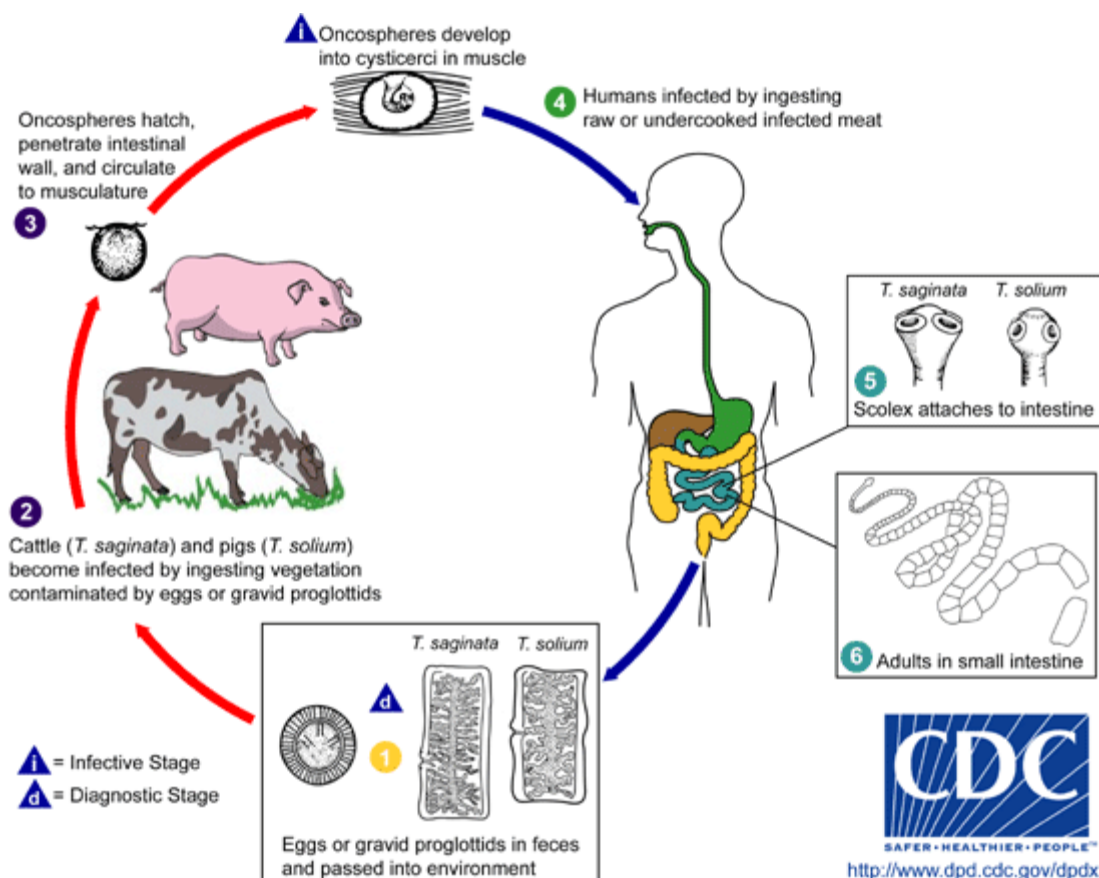 i Oncospheres develop
into cysticerci in muscle
4 Humans infected by ingesting
raw or undercooked infected meat
Oncospheres hatch,
penetrate intestinal
wall, and circulate
to musculature
3
T. saginata T. solium
5
Scolex attaches to intestine
2
Cattle (T. saginata) and pigs (T. solium)
become infected by ingesting vegetation
contaminated by eggs or gravid proglottids
6 Adults in small intestine
T. saginata T. solium
d
1
Eggs or gravid proglottids in feces
and passed into environment
i = Infective Stage
d = Diagnostic Stage
CDC
SAFER·HEALTHIER·PEOPLE™
http://www.dpd.cdc.gov/dpdx